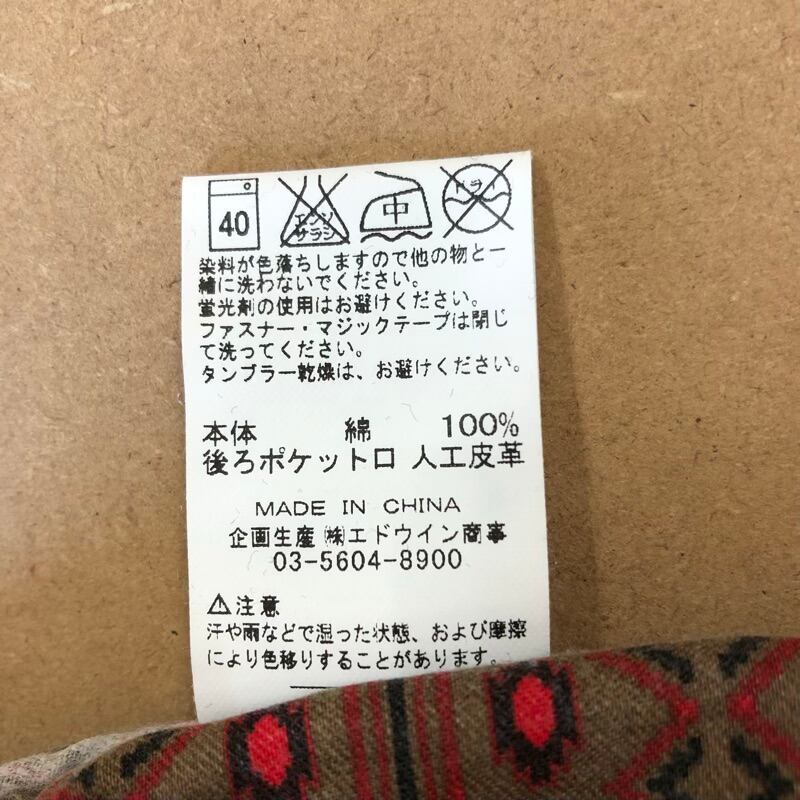 40 エンソ 中 ドライ
サラシ
染料が色落ちしますので他の物と一
緒に洗わないでください。
蛍光剤の使用はお避けください。
ファスナー・マジックテープは閉じ
て洗ってください。
タンブラー乾燥は、お避けください。
本体 綿 100%
後ろポケット口 人工皮革
MADE IN CHINA
企画生産 ㈱エドウイン商事
03-5604-8900
⚠注意
汗や雨などで湿った状態、および摩擦
により色移りすることがあります。